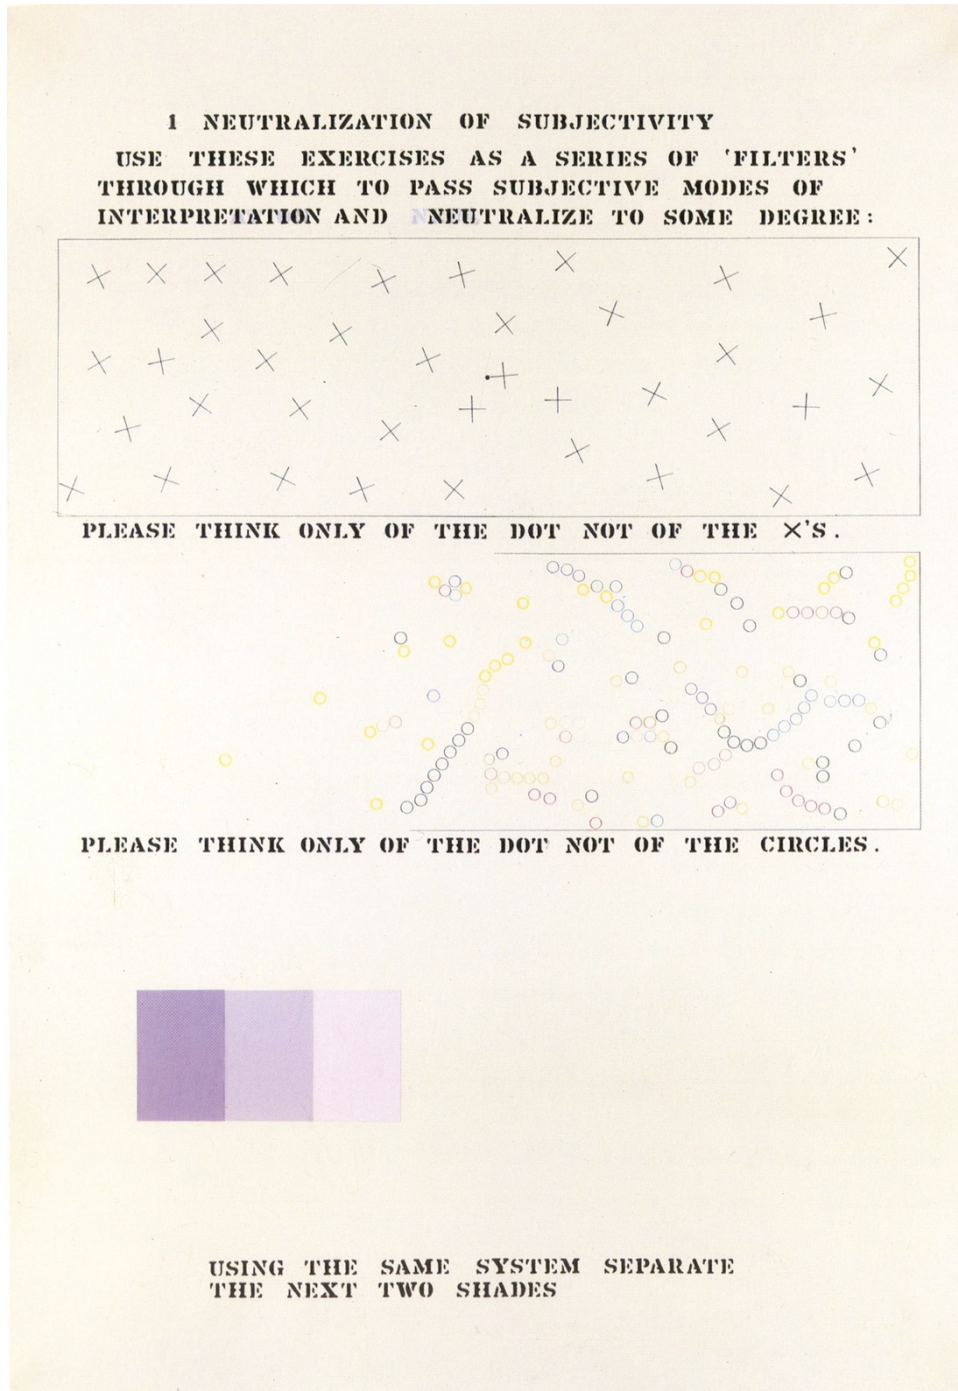 1 NEUTRALIZATION OF SUBJECTIVITY
USE THESE EXERCISES AS A SERIES OF 'FILTERS'
THROUGH WHICH TO PASS SUBJECTIVE MODES OF
INTERPRETATION AND NEUTRALIZE TO SOME DEGREE:
PLEASE THINK ONLY OF THE DOT NOT OF THE X'S.
PLEASE THINK ONLY OF THE DOT NOT OF THE CIRCLES.
USING THE SAME SYSTEM SEPARATE
THE NEXT TWO SHADES